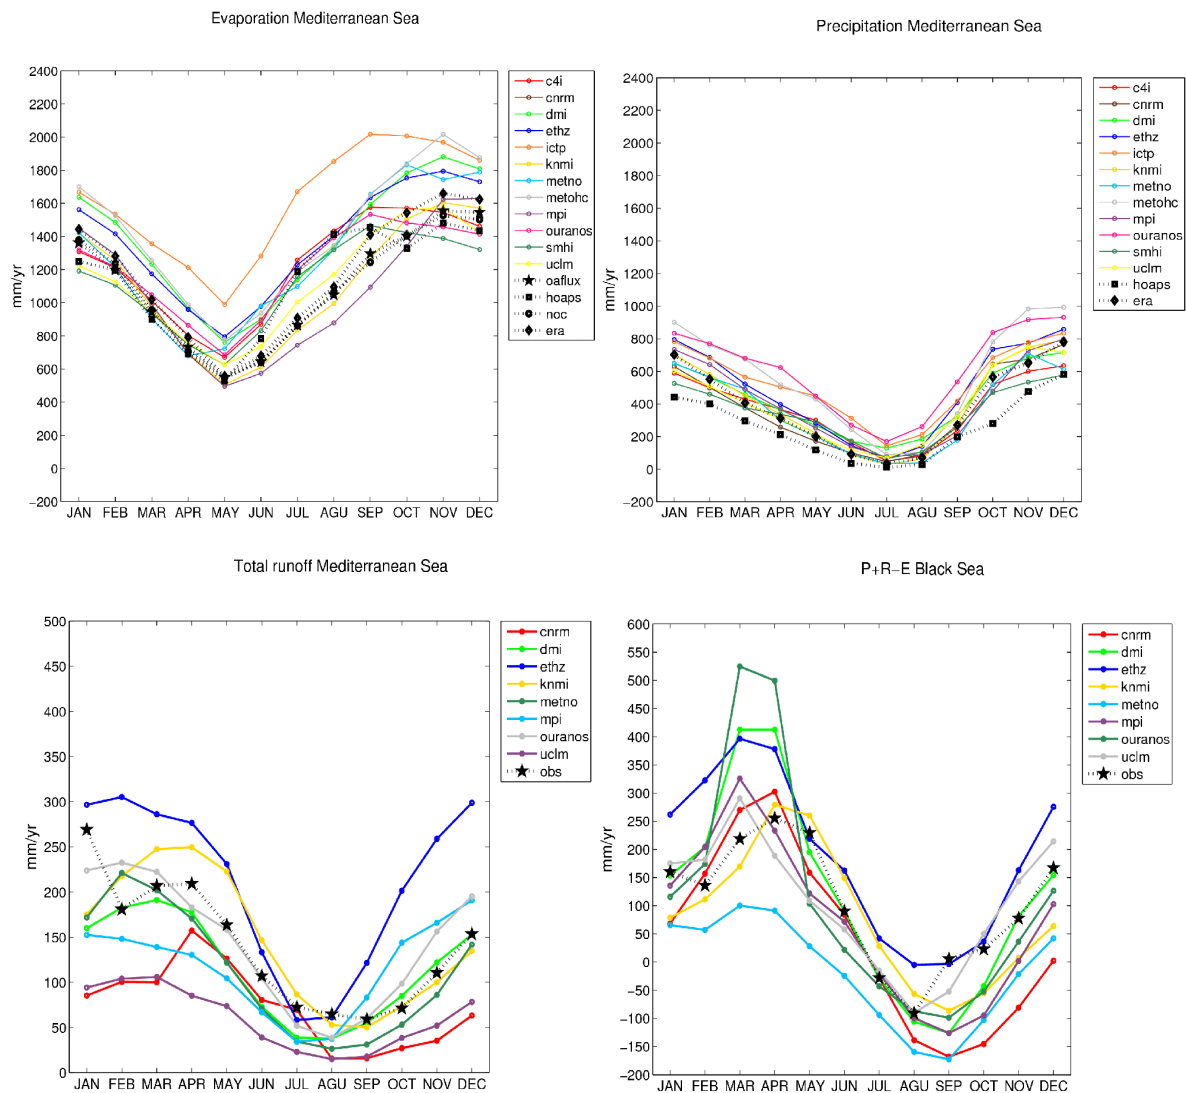 Evaporation Mediterranean Sea
mm/yr
2400
2200
2000
1800
1600
1400
1200
1000
800
600
400
200
0
−200
JAN FEB MAR APR MAY JUN JUL AGU SEP OCT NOV DEC
c4i
cnrm
dmi
ethz
ictp
knmi
metno
metohc
mpi
ouranos
smhi
uclm
oaflux
hoaps
noc
era
Precipitation Mediterranean Sea
mm/yr
2400
2200
2000
1800
1600
1400
1200
1000
800
600
400
200
0
−200
JAN FEB MAR APR MAY JUN JUL AGU SEP OCT NOV DEC
c4i
cnrm
dmi
ethz
ictp
knmi
metno
metohc
mpi
ouranos
smhi
uclm
hoaps
era
Total runoff Mediterranean Sea
mm/yr
500
450
400
350
300
250
200
150
100
50
0
JAN FEB MAR APR MAY JUN JUL AGU SEP OCT NOV DEC
cnrm
dmi
ethz
knmi
metno
mpi
ouranos
uclm
obs
P+R−E Black Sea
mm/yr
600
550
500
450
400
350
300
250
200
150
100
50
0
−50
−100
−150
−200
JAN FEB MAR APR MAY JUN JUL AGU SEP OCT NOV DEC
cnrm
dmi
ethz
knmi
metno
mpi
ouranos
uclm
obs